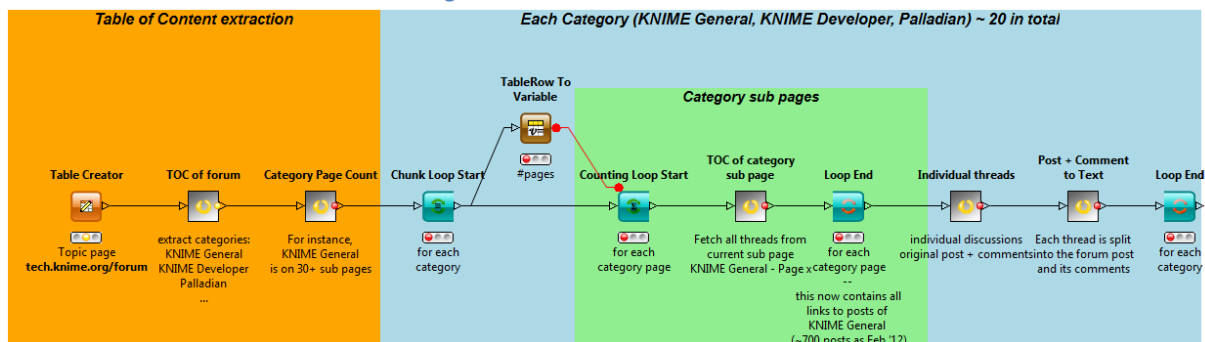 Table of Content extraction
Each Category (KNIME General, KNIME Developer, Palladian) ~ 20 in total
TableRow To
Variable
#pages
Category sub pages
Table Creator
Topic page
tech.knime.org/forum
TOC of forum
extract categories:
KNIME General
KNIME Developer
Palladian
...
Category Page Count
For instance,
KNIME General
is on 30+ sub pages
Chunk Loop Start
for each
category
Counting Loop Start
for each
category page
TOC of category
sub page
Fetch all threads from
current sub page
KNIME General - Page x
Loop End
for each
category page
--
this now contains all
links to posts of
KNIME General
(~700 posts as Feb '12)
Individual threads
individual discussions
original post + comments
Post + Comment
to Text
Each thread is split
into the forum post
and its comments
Loop End
for each
category